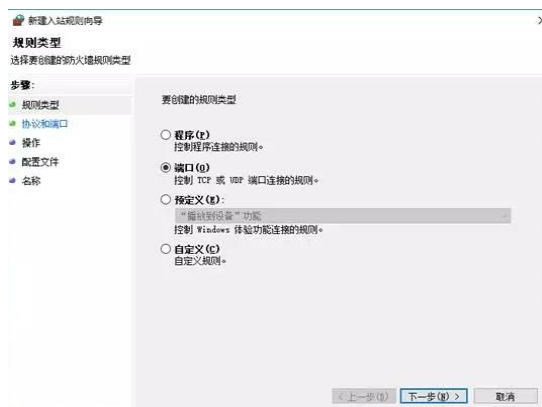 新建入站规则向导
规则类型
选择要创建的防火墙规则类型
步骤:
规则类型
协议和端口
操作
配置文件
名称
要创建的规则类型
程序(P)
控制程序连接的规则。
端口(O)
控制 TCP 或 UDP 端口连接的规则。
预定义(E):
“播放到设备”功能
控制 Windows 体验功能连接的规则。
自定义(C)
自定义规则。
< 上一步(B)
下一步(N) >
取消